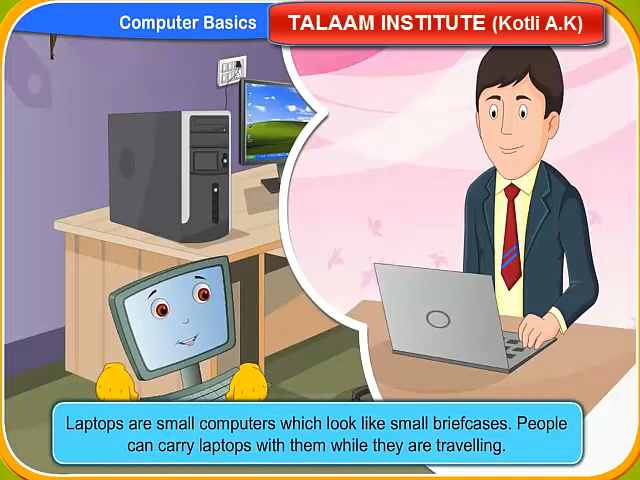 Computer Basics
TALAAM INSTITUTE (Kotli A.K)
Laptops are small computers which look like small briefcases. People
can carry laptops with them while they are travelling.